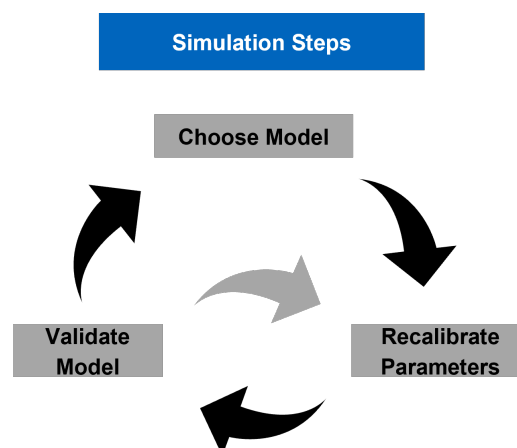 Simulation Steps
Choose Model
Validate
Model
Recalibrate
Parameters